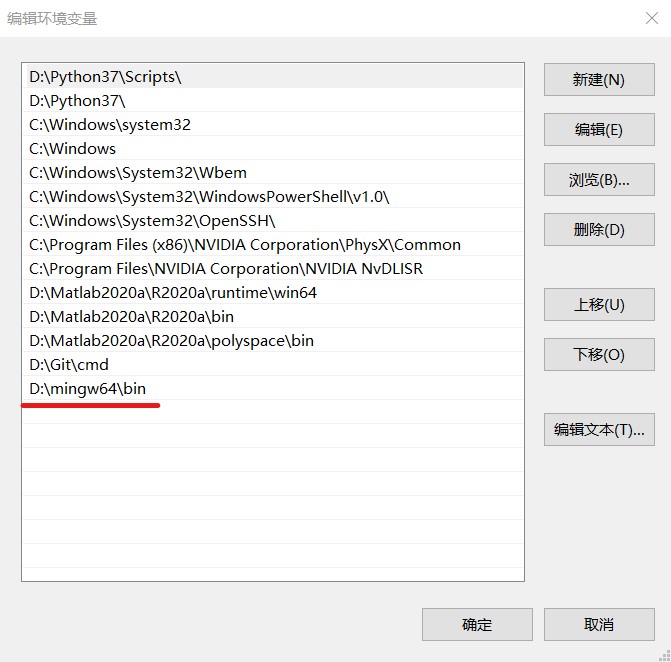 编辑环境变量
D:\Python37\Scripts\
D:\Python37\
C:\Windows\system32
C:\Windows
C:\Windows\System32\Wbem
C:\Windows\System32\WindowsPowerShell\v1.0\
C:\Windows\System32\OpenSSH\
C:\Program Files (x86)\NVIDIA Corporation\PhysX\Common
C:\Program Files\NVIDIA Corporation\NVIDIA NvDLISR
D:\Matlab2020a\R2020a\runtime\win64
D:\Matlab2020a\R2020a\bin
D:\Matlab2020a\R2020a\polyspace\bin
D:\Git\cmd
D:\mingw64\bin
新建(N)
编辑(E)
浏览(B)...
删除(D)
上移(U)
下移(O)
编辑文本(T)...
确定
取消